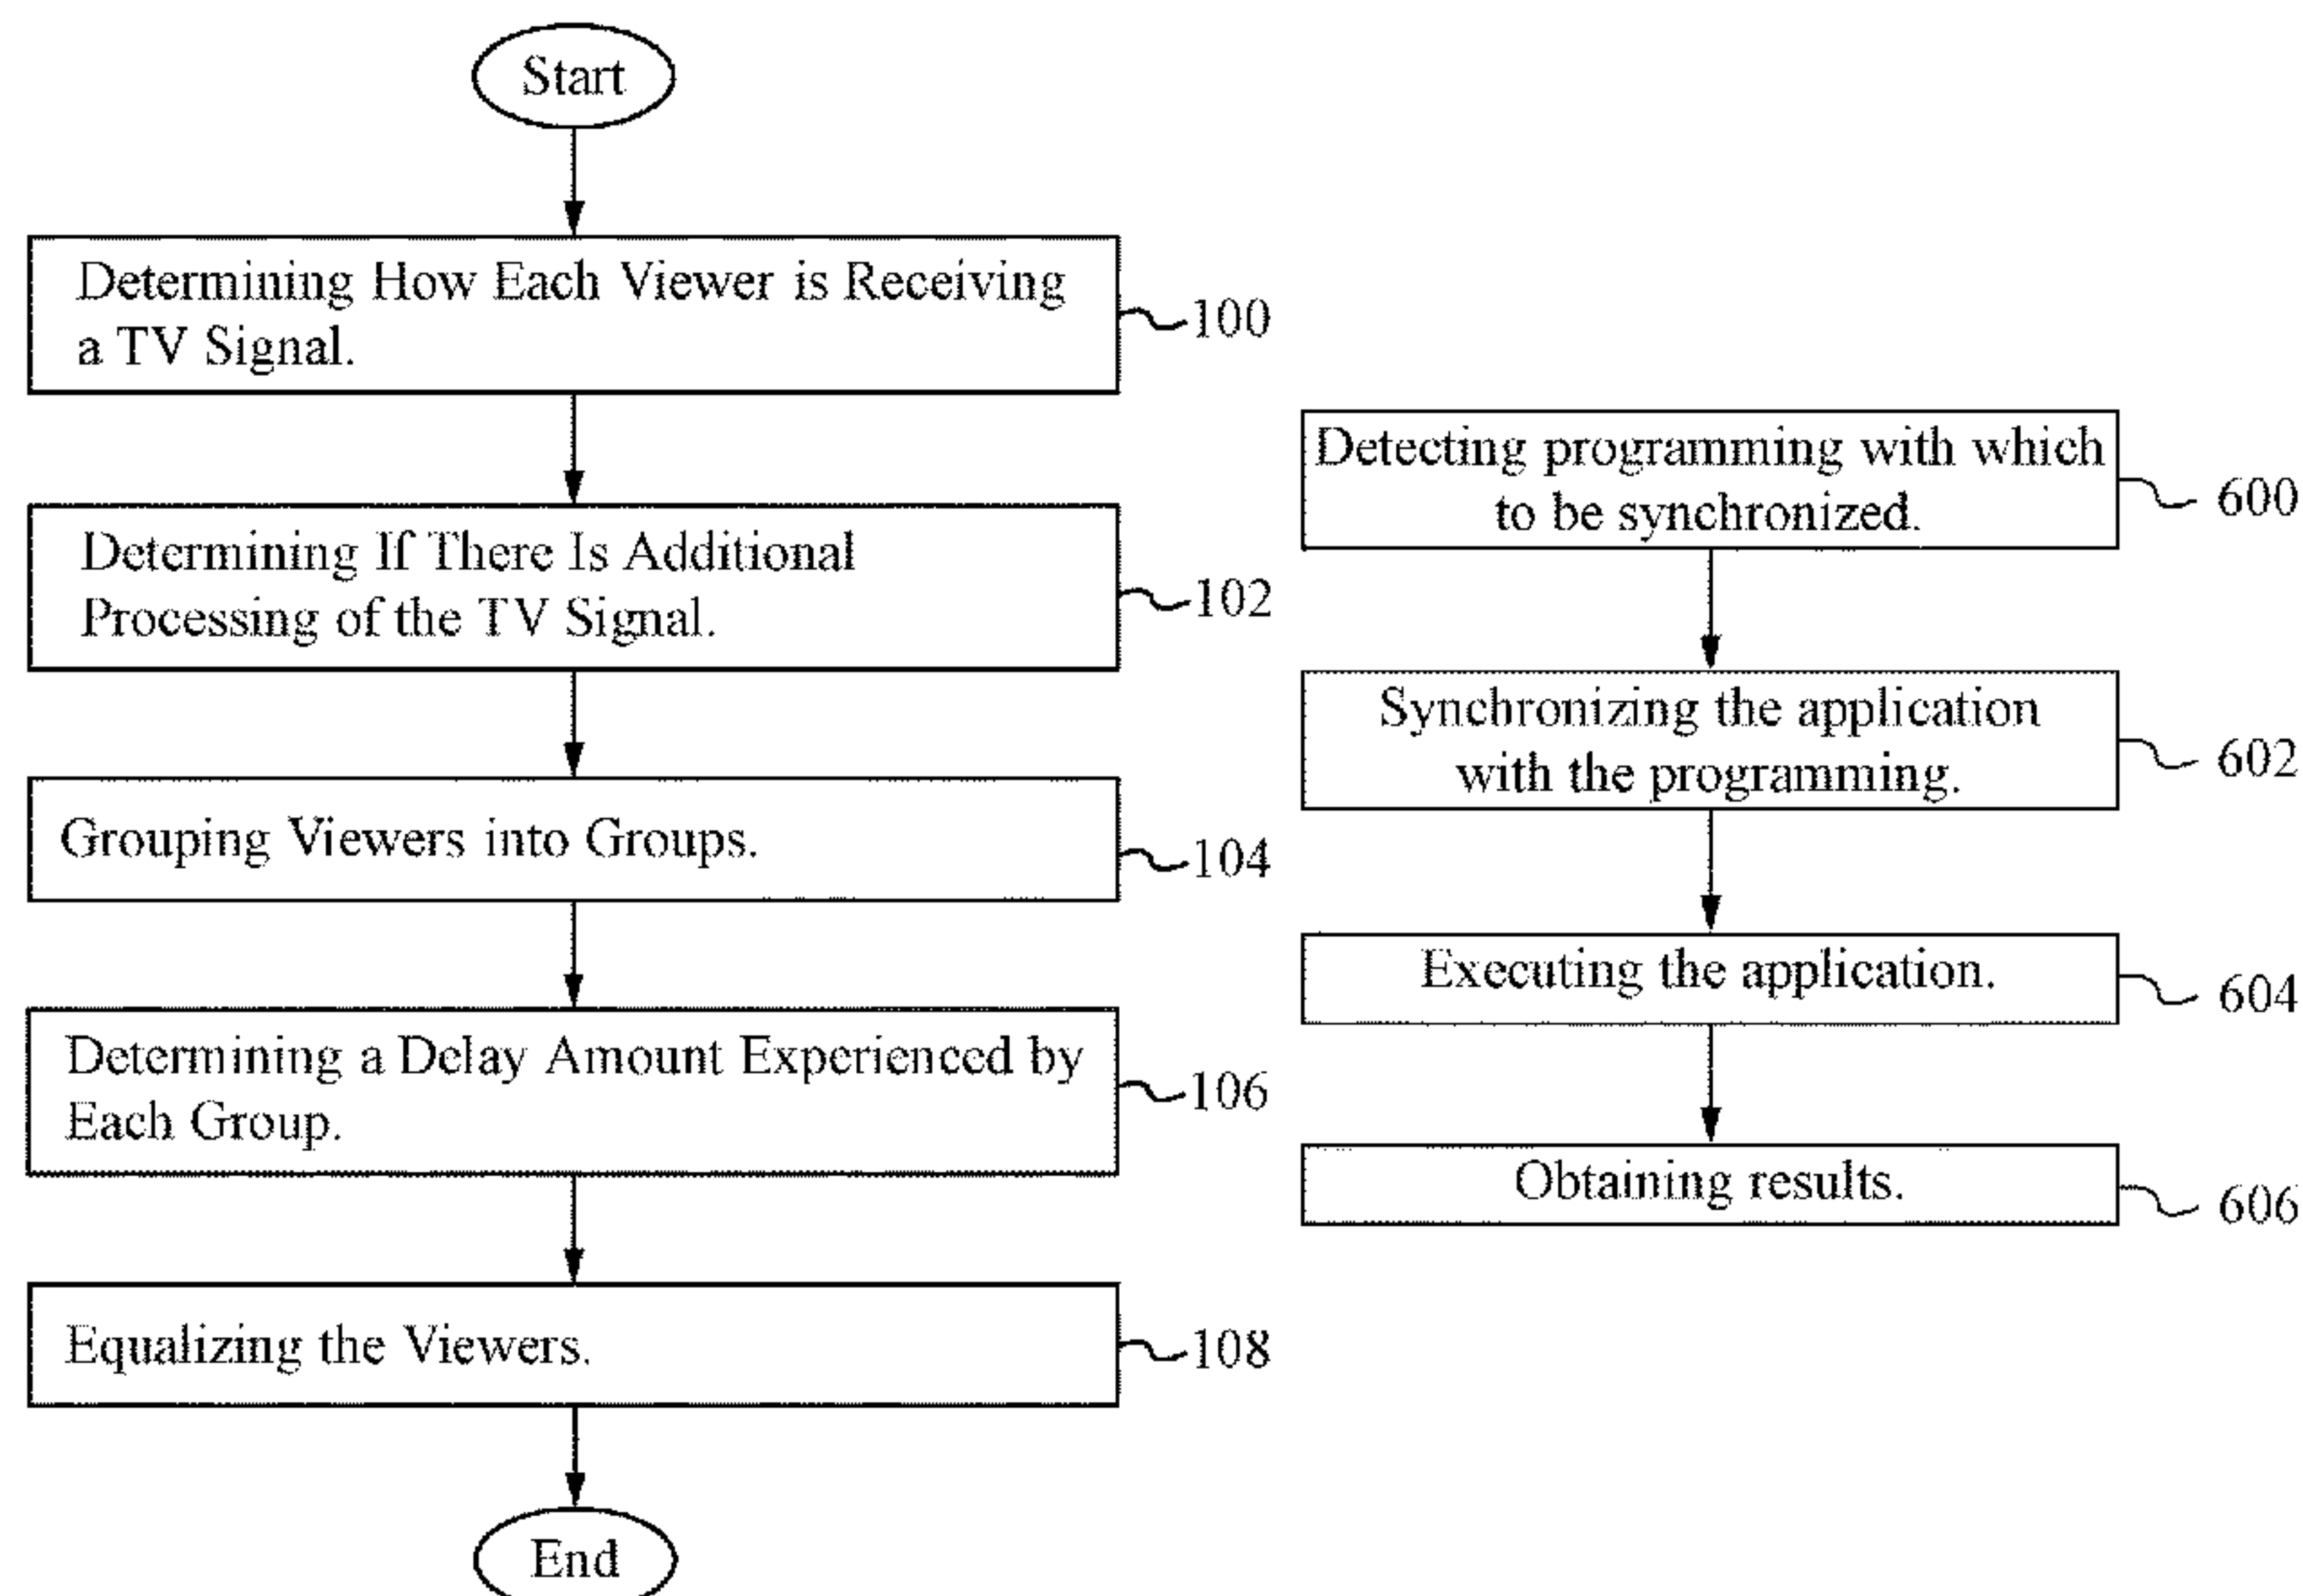 Start
Determining How Each Viewer is Receiving
a TV Signal.
100
Determining If There Is Additional
Processing of the TV Signal.
102
Grouping Viewers into Groups.
104
Determining a Delay Amount Experienced by
Each Group.
106
Equalizing the Viewers.
108
End
Detecting programming with which
to be synchronized.
600
Synchronizing the application
with the programming.
602
Executing the application.
604
Obtaining results.
606